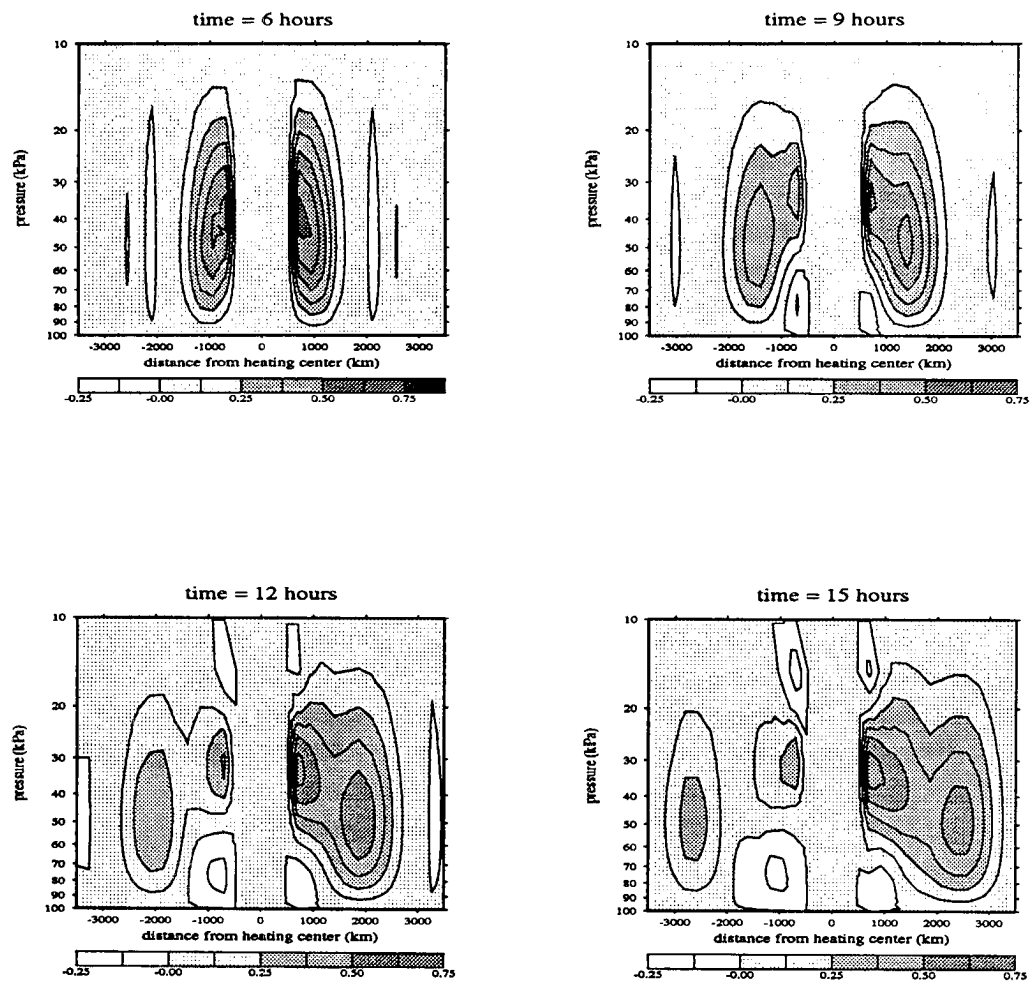 time = 6 hours
10
20
30
40
50
60
70
80
90
100
pressure (kPa)
-3000 -2000 -1000 0 1000 2000 3000
distance from heating center (km)
-0.25 -0.00 0.25 0.50 0.75
time = 9 hours
10
20
30
40
50
60
70
80
90
100
pressure (kPa)
-3000 -2000 -1000 0 1000 2000 3000
distance from heating center (km)
-0.25 -0.00 0.25 0.50 0.75
time = 12 hours
10
20
30
40
50
60
70
80
90
100
pressure (kPa)
-3000 -2000 -1000 0 1000 2000 3000
distance from heating center (km)
-0.25 -0.00 0.25 0.50 0.75
time = 15 hours
10
20
30
40
50
60
70
80
90
100
pressure (kPa)
-3000 -2000 -1000 0 1000 2000 3000
distance from heating center (km)
-0.25 -0.00 0.25 0.50 0.75